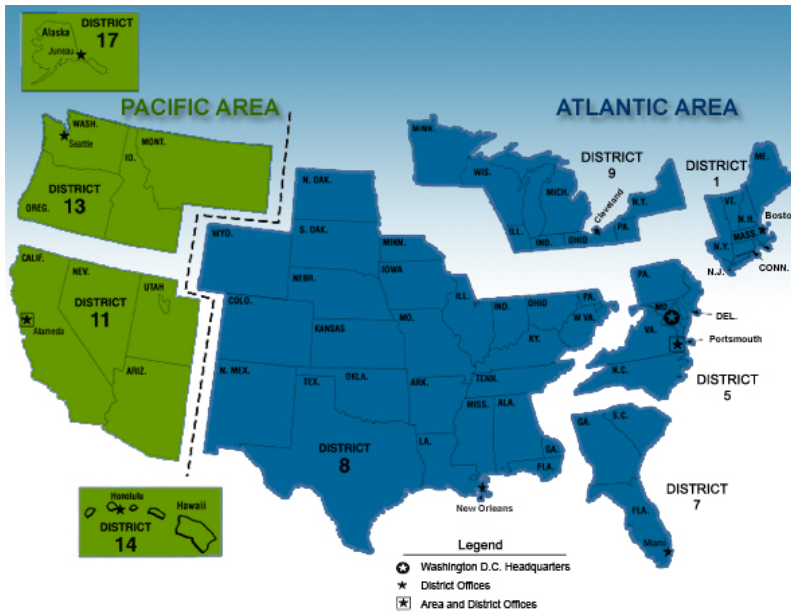 DISTRICT
17
Alaska
Juneau
PACIFIC AREA
ATLANTIC AREA
WASH.
Seattle
ID.
MONT.
DISTRICT
13
OREG.
CALIF.
NEV.
UTAH
DISTRICT
11
Alameda
ARIZ.
Honolulu
Hawaii
DISTRICT
14
N. DAK.
S. DAK.
WYO.
NEBR.
MINN.
IOWA
COLO.
KANSAS
MO.
ILL.
IND.
OHIO
PA.
W VA.
KY.
N. MEX.
TEX.
OKLA.
ARK.
TENN.
MISS.
ALA.
LA.
GA.
FLA.
DISTRICT
8
New Orleans
MINN.
WIS.
MICH.
ILL.
IND.
OHIO
PA.
N.Y.
Cleveland
DISTRICT
9
DISTRICT
1
ME.
VT.
N.H.
MASS.
Bosto
N.Y.
N.J.
CONN.
PA.
MD.
DEL.
VA.
Portsmouth
N.C.
DISTRICT
5
GA.
S.C.
FLA.
Miami
DISTRICT
7
Legend
Washington D.C. Headquarters
District Offices
Area and District Offices